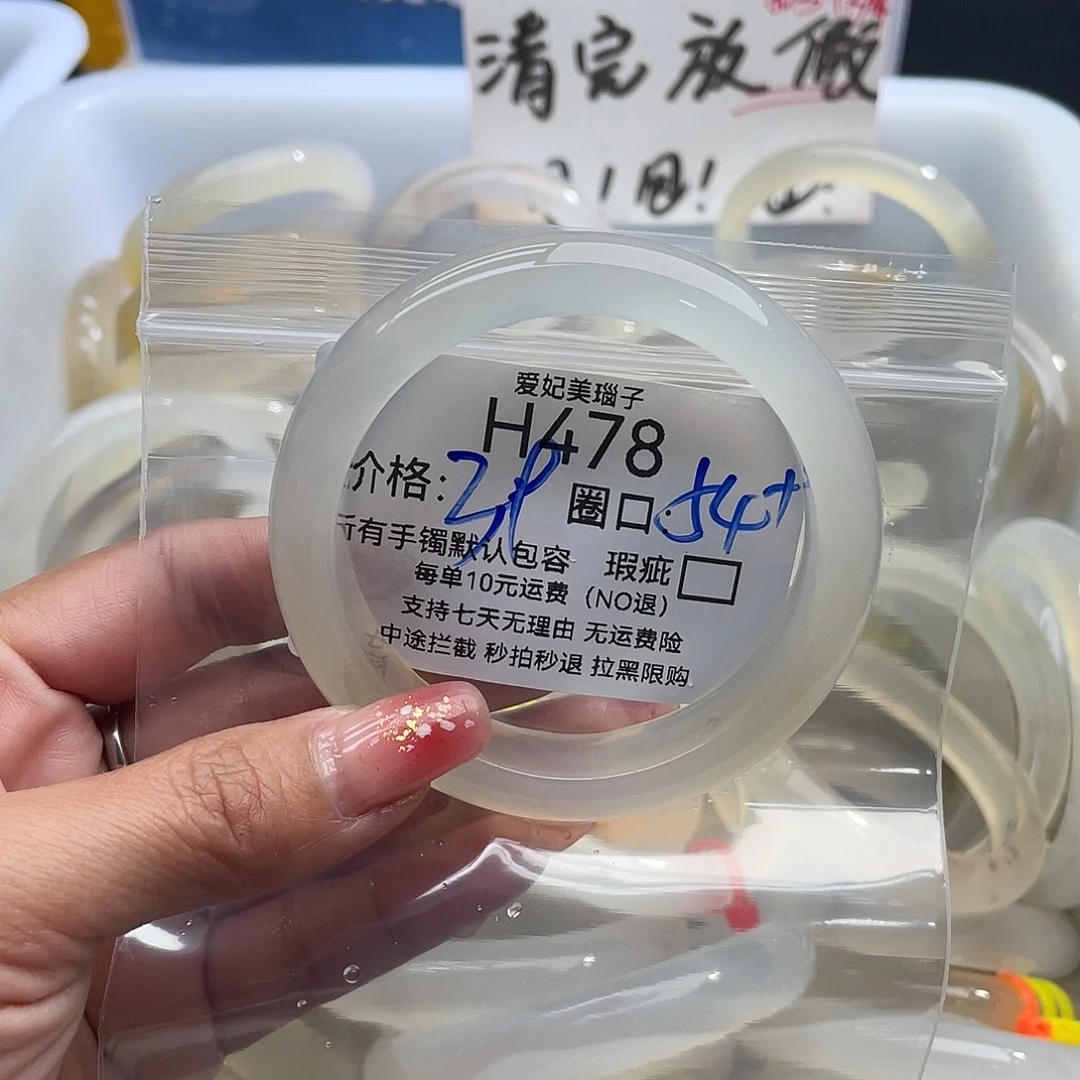 清完放假
爱妃美瑙子
H478
价格: 圈口:54+
所有手镯默认包容 瑕疵
每单10元运费 (NO退)
支持七天无理由 无运费险
中途拦截 秒拍秒退 拉黑限购